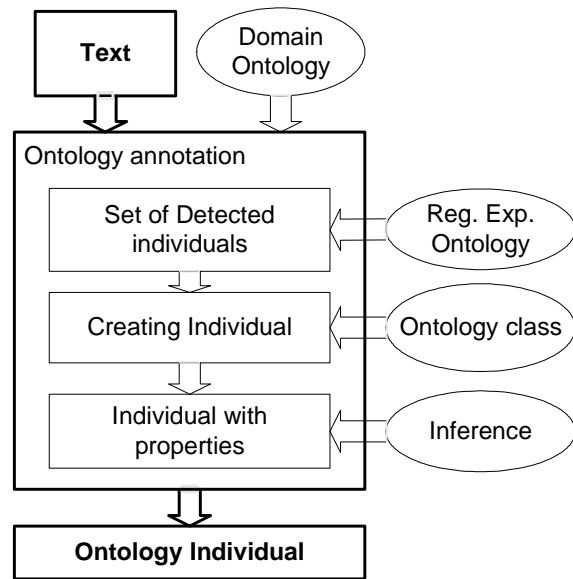 Text
Domain
Ontology
Ontology annotation
Set of Detected
individuals
Reg. Exp.
Ontology
Creating Individual
Ontology class
Individual with
properties
Inference
Ontology Individual